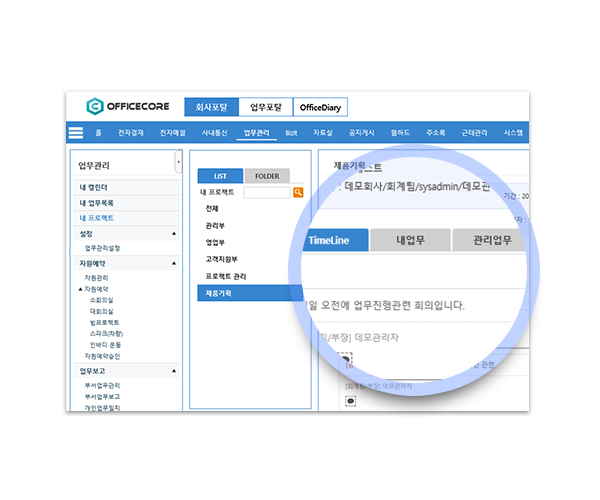 OFFICECORE 회사포탈 업무포탈 OfficeDiary
홈 전자결재 전자메일 사내통신 업무관리 Bizit 자료실 공지게시 웹하드 주소록 근태관리 시스템
업무관리
내 캘린더
내 업무목록
내 프로젝트
설정
업무관리설정
자원예약
자원관리
자원예약
소회의실
대회의실
빔프로젝트
스파크(차량)
인바디 운동
자원예약승인
업무보고
부서업무관리
부서업무보고
개인업무일지
LIST FOLDER
내 프로젝트
전체
관리부
영업부
고객지원부
프로젝트 관리
제품기획
제품기획
스트
: 데모회사/회계팀/sysadmin/데모관
기간 : 20
자 :
TimeLine 내업무 관리업무
일 오전에 업무진행관련 회의입니다.
팀/부장] 데모관리자
관련
[회계팀/부장] 데모관리자